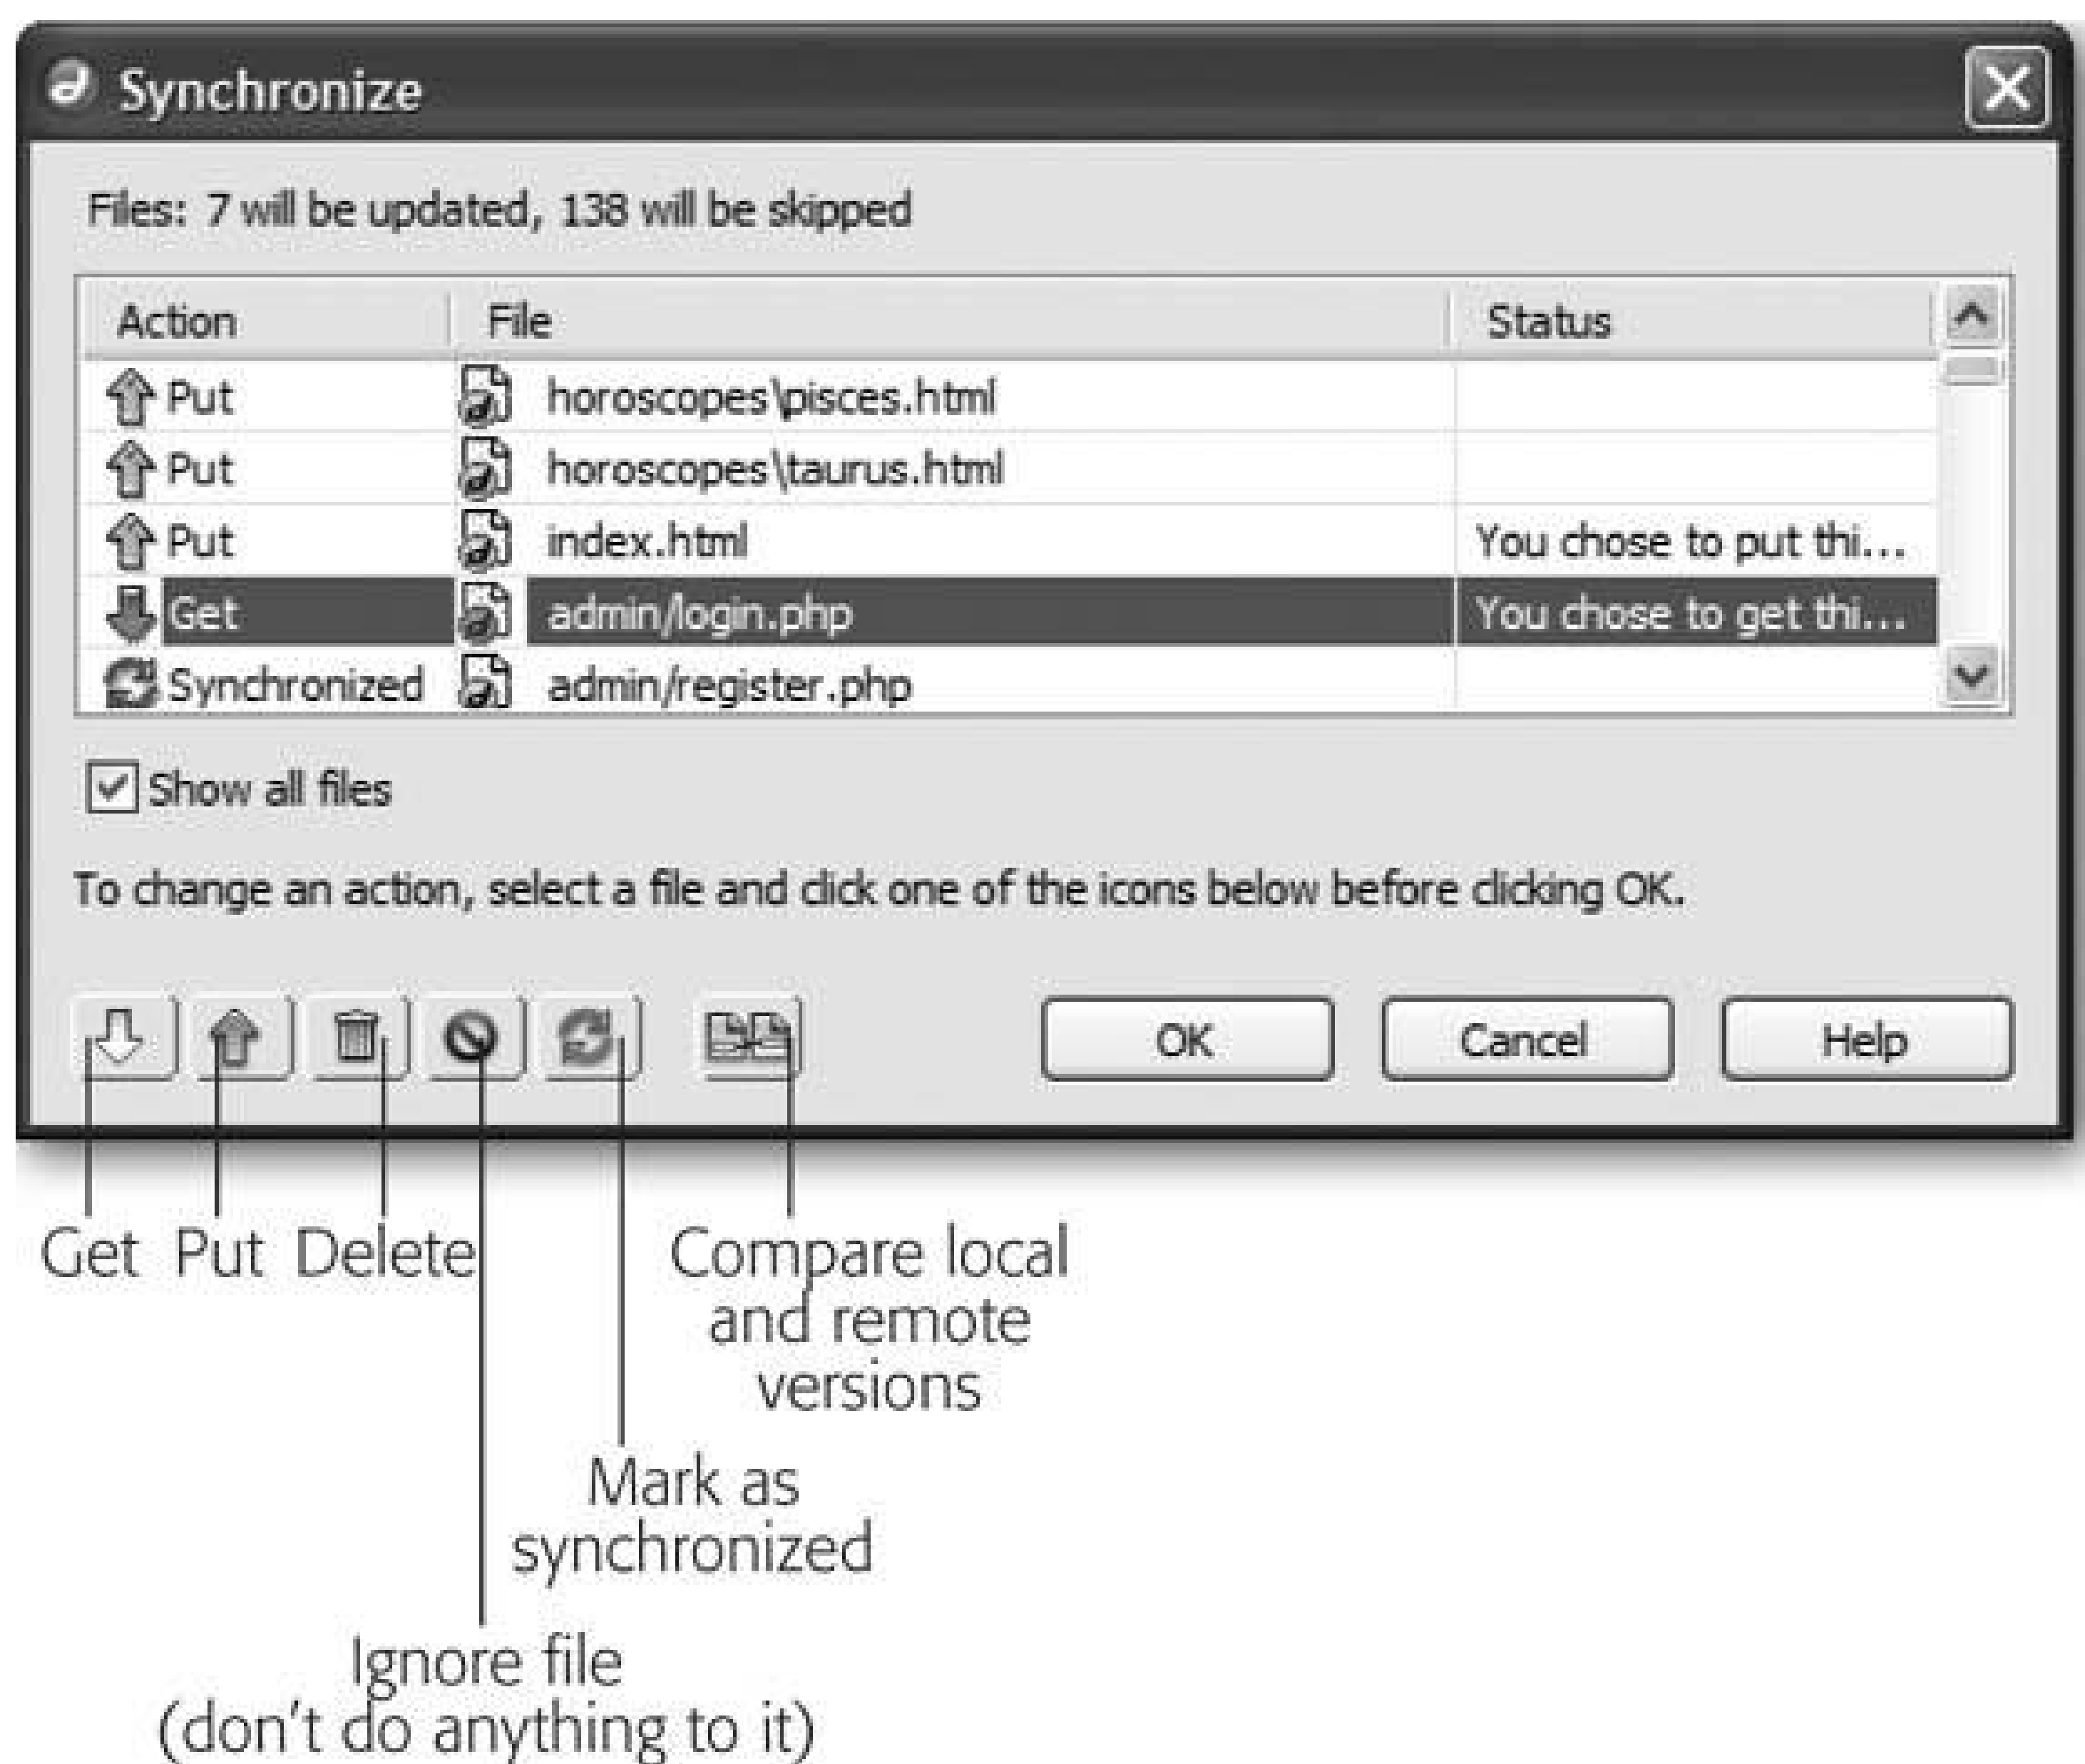 Synchronize
Files: 7 will be updated, 138 will be skipped
Action File Status
Put horoscopes\pisces.html
Put horoscopes\taurus.html
Put index.html You chose to put thi...
Get admin/login.php You chose to get thi...
Synchronized admin/register.php
Show all files
To change an action, select a file and click one of the icons below before clicking OK.
OK Cancel Help
Get Put Delete
Compare local
and remote
versions
Mark as
synchronized
Ignore file
(don't do anything to it)